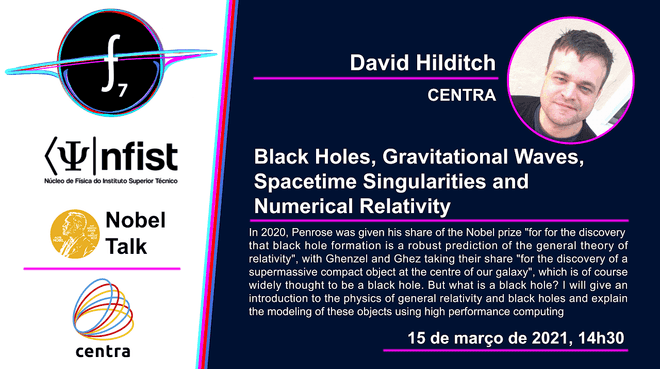 ƒ7
⟨Ψ|nfist
Núcleo de Física do Instituto Superior Técnico
Nobel
Talk
centra
David Hilditch
CENTRA
Black Holes, Gravitational Waves,
Spacetime Singularities and
Numerical Relativity
In 2020, Penrose was given his share of the Nobel prize "for for the discovery
that black hole formation is a robust prediction of the general theory of
relativity", with Ghenzel and Ghez taking their share "for the discovery of a
supermassive compact object at the centre of our galaxy", which is of course
widely thought to be a black hole. But what is a black hole? I will give an
introduction to the physics of general relativity and black holes and explain
the modeling of these objects using high performance computing
15 de março de 2021, 14h30